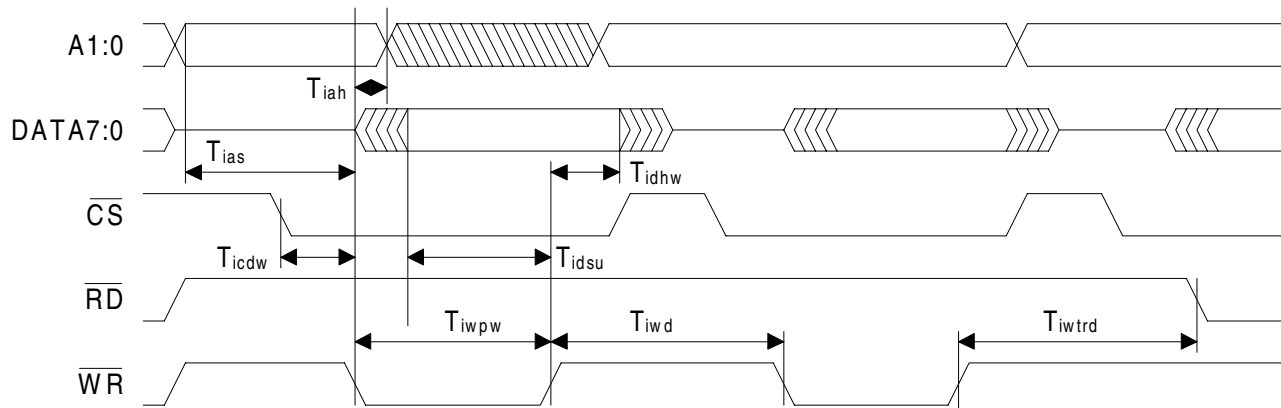 A1:0
Tiah
DATA7:0
Tias
Tidhw
CS
Ticdw
Tidsu
RD
Tiwpw
Tiwd
Tiwtrd
WR